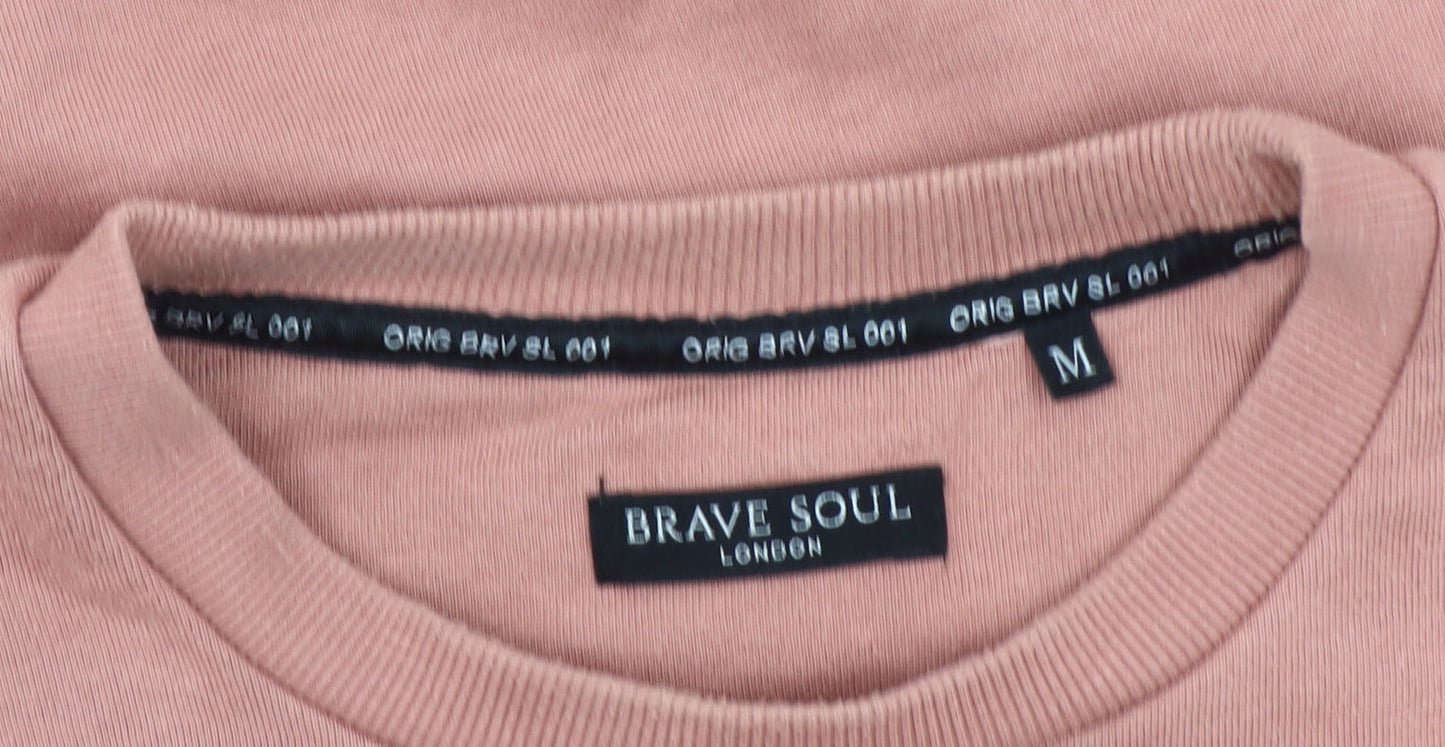 BRV SL 001 ORIG BRV SL 001 ORIG BRV SL 001 ORIG BRV SL 001 ORIG
M
BRAVE SOUL
LONDON